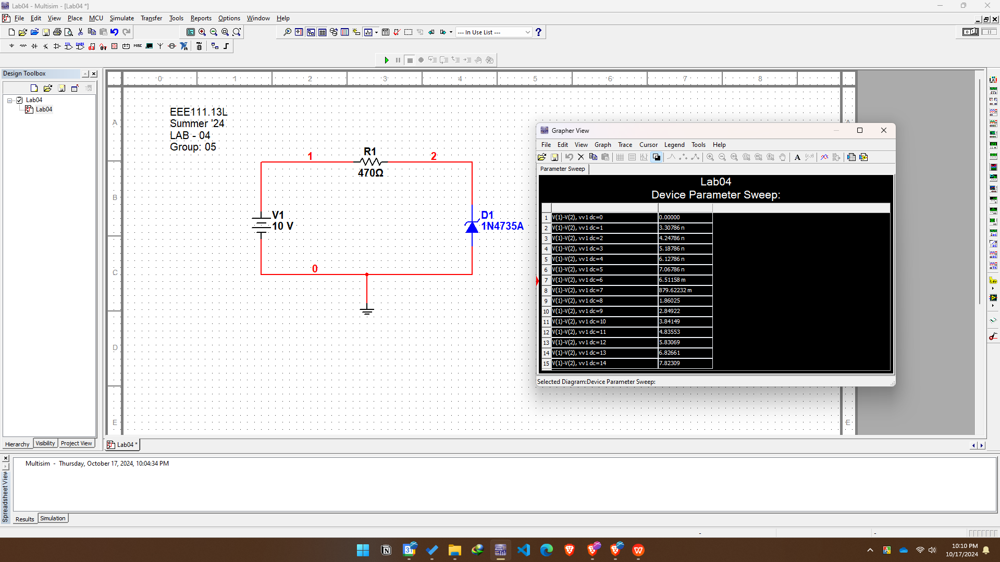 Lab04 - Multisim - [Lab04 *]
File Edit View Place MCU Simulate Transfer Tools Reports Options Window Help
--- In Use List ---
Design Toolbox
Lab04
Lab04
0 1 2 3 4 5 6 7 8
A
B
C
D
E
A
E
EEE111.13L
Summer '24
LAB - 04
Group: 05
1
R1
470Ω
2
V1
10 V
D1
1N4735A
0
Grapher View
File Edit View Graph Trace Cursor Legend Tools Help
Parameter Sweep
Lab04
Device Parameter Sweep:
1 V(1)-V(2), vv1 dc=0 0.00000
2 V(1)-V(2), vv1 dc=1 3.30786 n
3 V(1)-V(2), vv1 dc=2 4.24786 n
4 V(1)-V(2), vv1 dc=3 5.18786 n
5 V(1)-V(2), vv1 dc=4 6.12786 n
6 V(1)-V(2), vv1 dc=5 7.06786 n
7 V(1)-V(2), vv1 dc=6 6.51158 m
8 V(1)-V(2), vv1 dc=7 879.62232 m
9 V(1)-V(2), vv1 dc=8 1.86025
10 V(1)-V(2), vv1 dc=9 2.84922
11 V(1)-V(2), vv1 dc=10 3.84149
12 V(1)-V(2), vv1 dc=11 4.83553
13 V(1)-V(2), vv1 dc=12 5.83069
14 V(1)-V(2), vv1 dc=13 6.82661
15 V(1)-V(2), vv1 dc=14 7.82309
Selected Diagram:Device Parameter Sweep:
Hierarchy Visibility Project View
Lab04 *
Multisim - Thursday, October 17, 2024, 10:04:34 PM
Spreadsheet View
Results Simulation
10:10 PM
10/17/2024